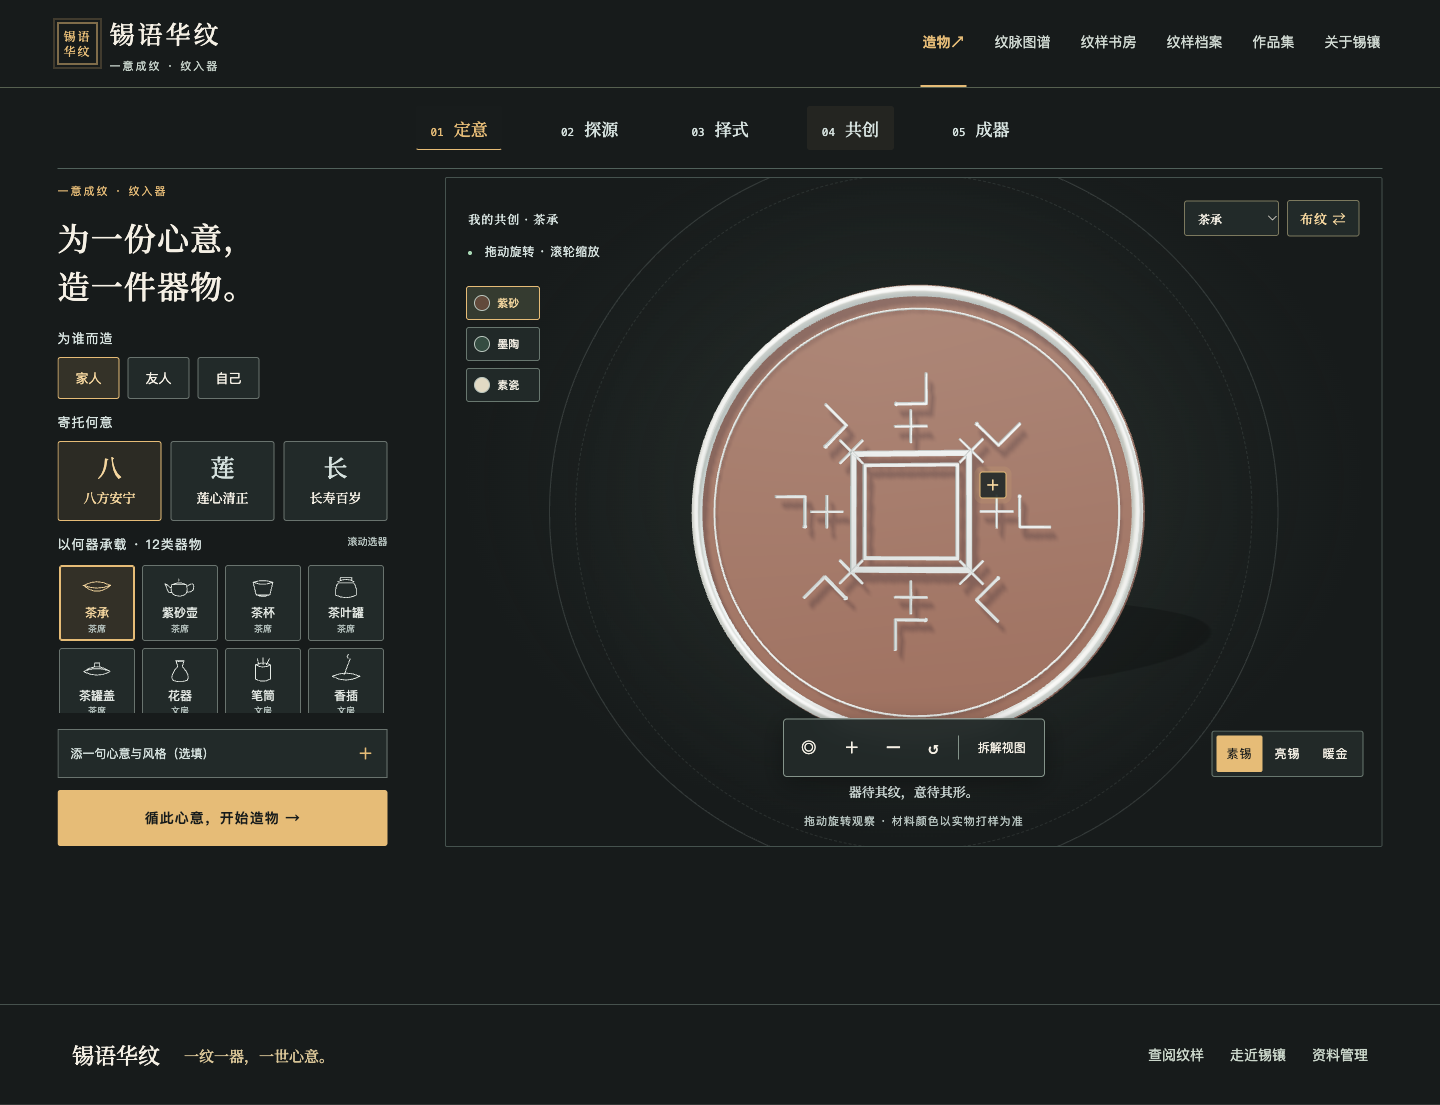 锡语
华纹
锡语华纹
一意成纹 · 纹入器
造物↗
纹脉图谱
纹样书房
纹样档案
作品集
关于锡镶
01 定意
02 探源
03 择式
04 共创
05 成器
一意成纹 · 纹入器
为一份心意，
造一件器物。
为谁而造
家人
友人
自己
寄托何意
八
八方安宁
莲
莲心清正
长
长寿百岁
以何器承载 · 12类器物
滚动选器
茶承
茶席
紫砂壶
茶席
茶杯
茶席
茶叶罐
茶席
茶罐盖
茶席
花器
文房
笔筒
文房
香插
文房
添一句心意与风格（选填）
+
循此心意，开始造物 →
我的共创 · 茶承
• 拖动旋转 · 滚轮缩放
紫砂
墨陶
素瓷
茶承
布纹 ⇄
+
◎ + − ↺ 拆解视图
器待其纹，意待其形。
拖动旋转观察 · 材料颜色以实物打样为准
素锡
亮锡
暖金
锡语华纹
一纹一器，一世心意。
查阅纹样
走近锡镶
资料管理